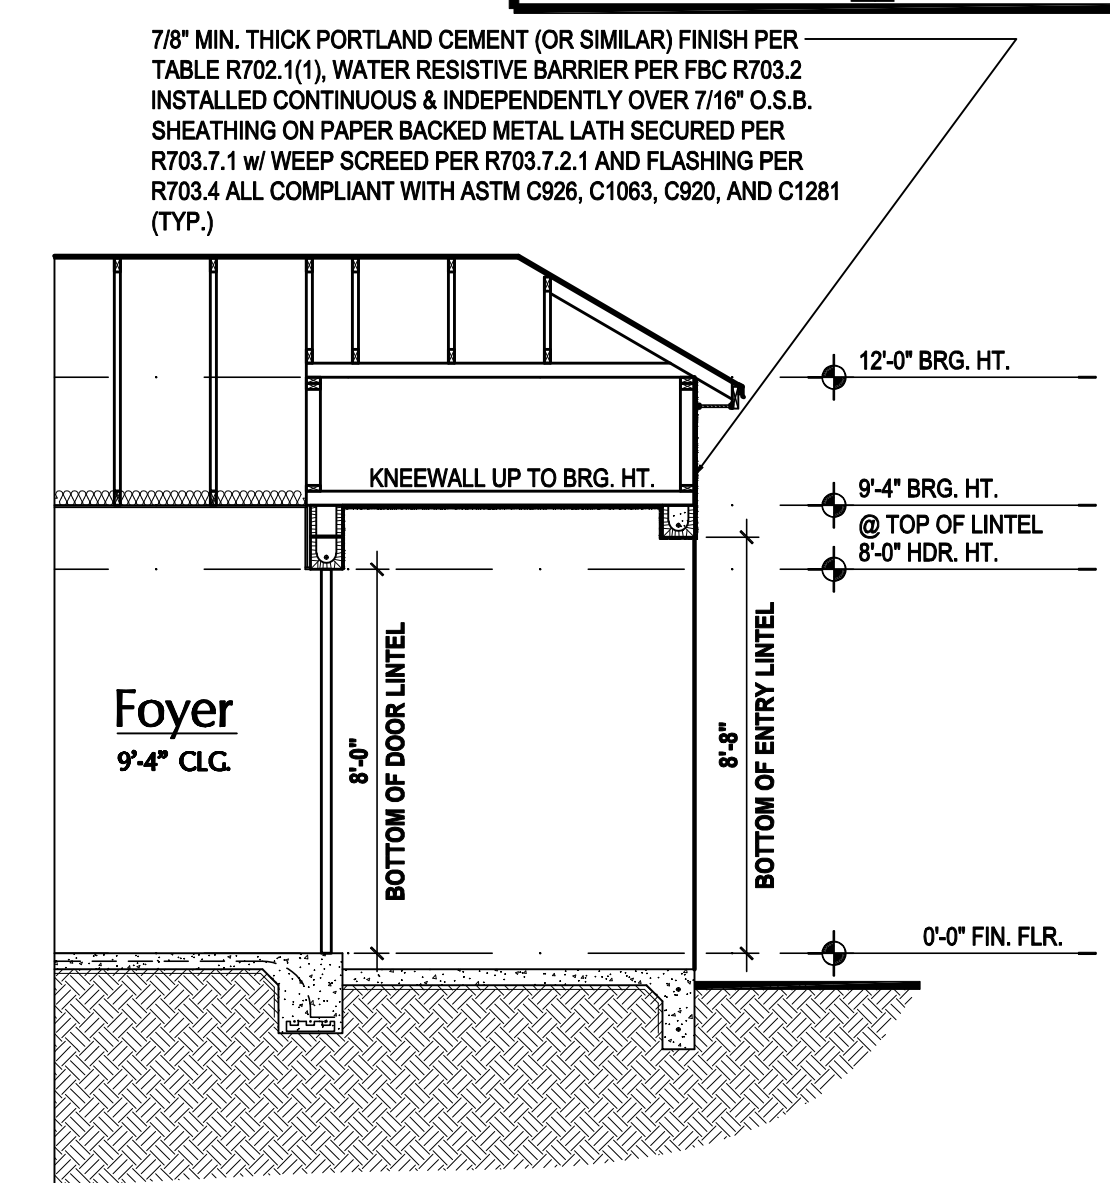 7/8" MIN. THICK PORTLAND CEMENT (OR SIMILAR) FINISH PER
TABLE R702.1(1), WATER RESISTIVE BARRIER PER FBC R703.2
INSTALLED CONTINUOUS & INDEPENDENTLY OVER 7/16" O.S.B.
SHEATHING ON PAPER BACKED METAL LATH SECURED PER
R703.7.1 w/ WEEP SCREED PER R703.7.2.1 AND FLASHING PER
R703.4 ALL COMPLIANT WITH ASTM C926, C1063, C920, AND C1281
(TYP.)
12'-0" BRG. HT.
KNEEWALL UP TO BRG. HT.
9'-4" BRG. HT.
@ TOP OF LINTEL
8'-0" HDR. HT.
Foyer
9'-4" CLG.
8'-0"
BOTTOM OF DOOR LINTEL
8'-8"
BOTTOM OF ENTRY LINTEL
0'-0" FIN. FLR.